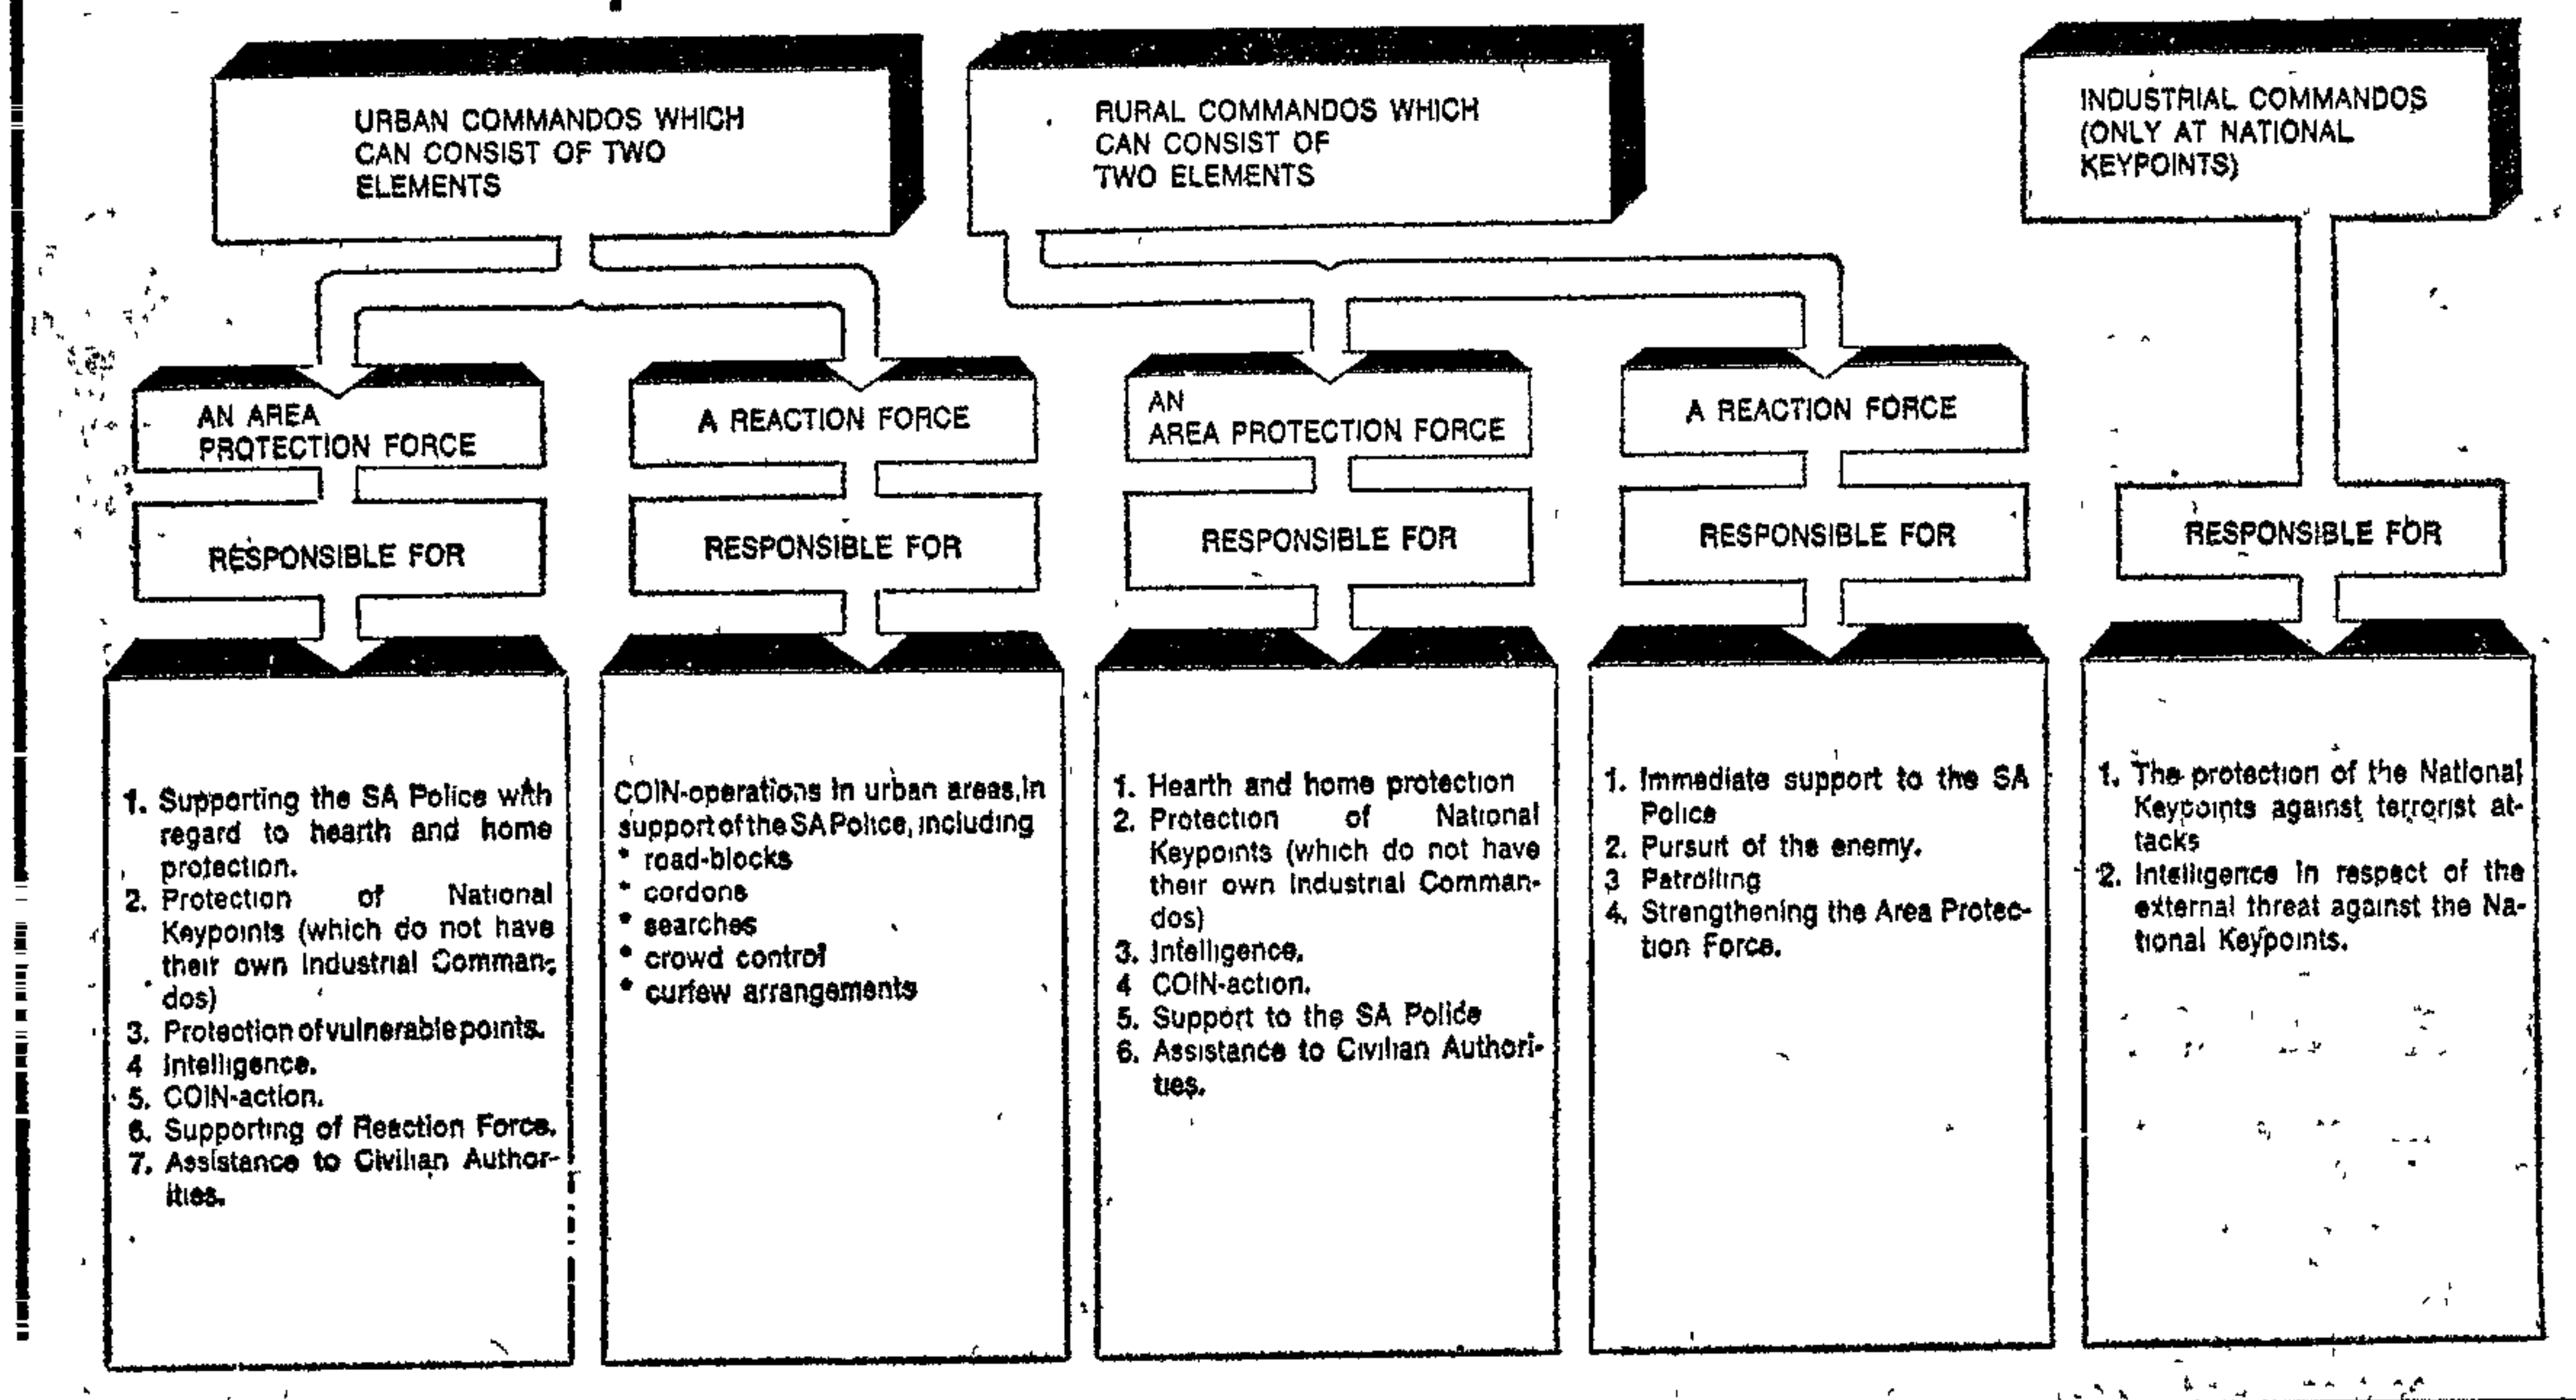 URBAN COMMANDOS WHICH
CAN CONSIST OF TWO
ELEMENTS
RURAL COMMANDOS WHICH
CAN CONSIST OF
TWO ELEMENTS
INDUSTRIAL COMMANDOS
(ONLY AT NATIONAL
KEYPOINTS)
AN AREA
PROTECTION FORCE
A REACTION FORCE
AN
AREA PROTECTION FORCE
A REACTION FORCE
RESPONSIBLE FOR
RESPONSIBLE FOR
RESPONSIBLE FOR
RESPONSIBLE FOR
RESPONSIBLE FOR
1. Supporting the SA Police with
regard to hearth and home
protection.
2. Protection of National
Keypoints (which do not have
their own Industrial Comman-
dos)
3. Protection of vulnerable points.
4 Intelligence.
5. COIN-action.
6. Supporting of Reaction Force.
7. Assistance to Civilian Author-
ities.
COIN-operations in urban areas, in
support of the SA Police, including
* road-blocks
* cordons
* searches
* crowd control
* curfew arrangements
1. Hearth and home protection
2. Protection of National
Keypoints (which do not have
their own Industrial Comman-
dos)
3. Intelligence.
4 COIN-action.
5. Support to the SA Police
6. Assistance to Civilian Authori-
ties.
1. Immediate support to the SA
Police
2. Pursuit of the enemy.
3 Patrolling
4. Strengthening the Area Protec-
tion Force.
1. The protection of the National
Keypoints against terrorist at-
tacks
2. Intelligence in respect of the
external threat against the Na-
tional Keypoints.